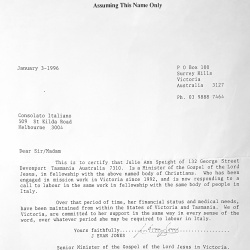 Assuming This Name Only
January 3-1996
P O Box 380
Surrey Hills
Victoria
Australia 3127
Ph. 03 9888 7464
Consolato Italiano
509 St Kilda Road
Melbourne 3004
Dear Sir/Madam
This is to certify that Julie Ann Speight of 132 George Street
Devonport Tasmania Australia 7310. Is a Minister of the Gospel of the Lord
Jesus, in fellowship with the above named body of Christians. Who has been
engaged in mission work in Victoria since 1992, and is now responding to a
call to labour in the same work in fellowship with the same body of people in
Italy.
Over that period of time, her financial status and medical needs,
have been maintained from within the States of Victoria and Tasmania. We of
Victoria, are committed to her support in the same way in every sense of the
word, over whatever period she may be required to labour in Italy.
Yours faithfully,
J EVAN JONES
Senior Minister of the Gospel of the Lord Jesus in Victoria.